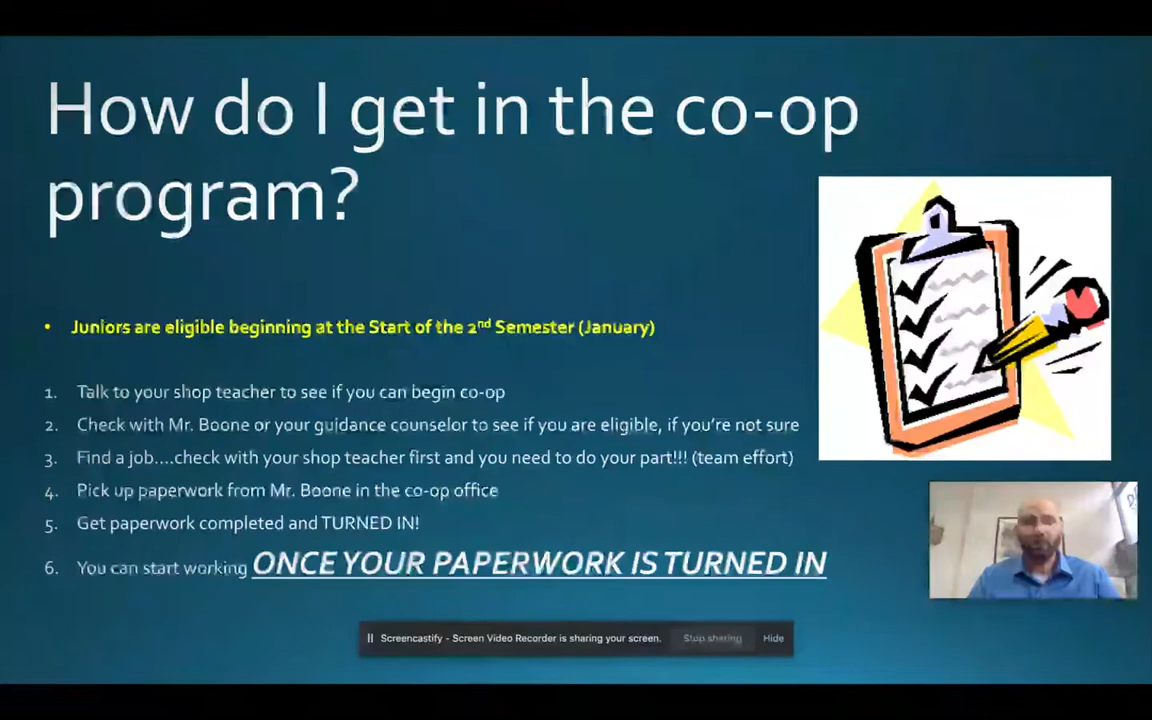 How do I get in the co-op
program?
• Juniors are eligible beginning at the Start of the 2nd Semester (January)
1. Talk to your shop teacher to see if you can begin co-op
2. Check with Mr. Boone or your guidance counselor to see if you are eligible, if you're not sure
3. Find a job....check with your shop teacher first and you need to do your part!!! (team effort)
4. Pick up paperwork from Mr. Boone in the co-op office
5. Get paperwork completed and TURNED IN!
6. You can start working ONCE YOUR PAPERWORK IS TURNED IN
Screencastify - Screen Video Recorder is sharing your screen. Stop sharing Hide